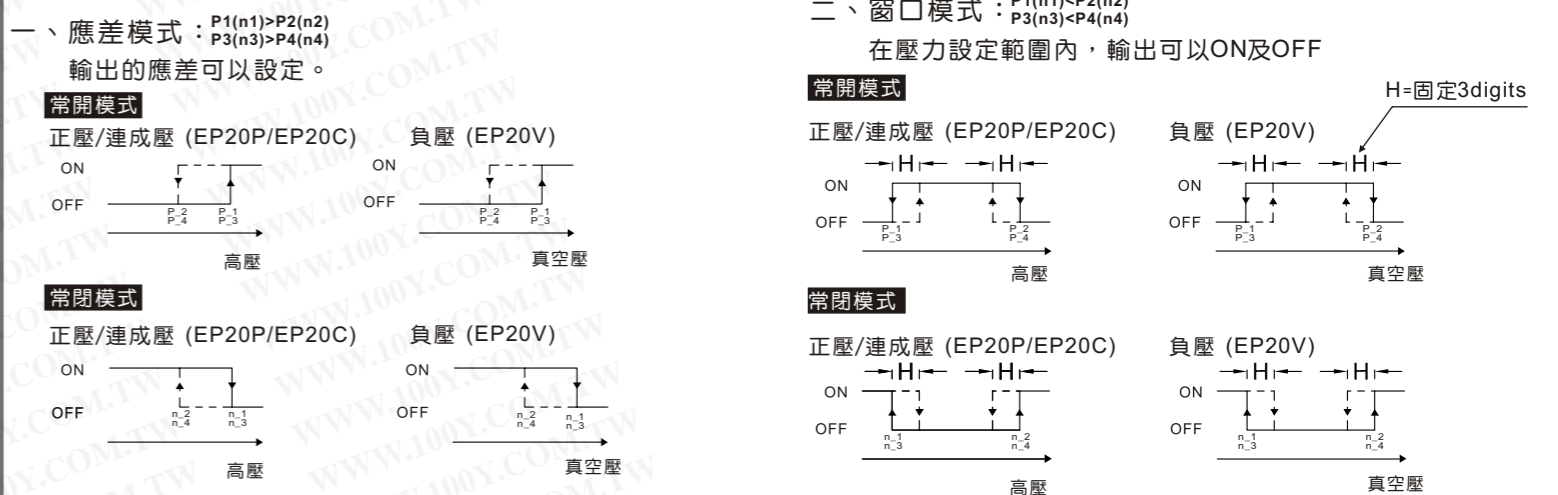 一、應差模式：P1(n1)>P2(n2)
P3(n3)>P4(n4)
輸出的應差可以設定。
常開模式
正壓/連成壓 (EP20P/EP20C)
負壓 (EP20V)
ON
OFF
P_2
P_4
P_1
P_3
高壓
ON
OFF
P_2
P_4
P_1
P_3
真空壓
常閉模式
正壓/連成壓 (EP20P/EP20C)
負壓 (EP20V)
ON
OFF
n_2
n_4
n_1
n_3
高壓
ON
OFF
n_2
n_4
n_1
n_3
真空壓
二、窗口模式：P1(n1)<P2(n2)
P3(n3)<P4(n4)
在壓力設定範圍內，輸出可以ON及OFF
常開模式
H=固定3digits
正壓/連成壓 (EP20P/EP20C)
負壓 (EP20V)
H
H
ON
OFF
P_1
P_3
P_2
P_4
高壓
H
H
ON
OFF
P_1
P_3
P_2
P_4
真空壓
常閉模式
正壓/連成壓 (EP20P/EP20C)
負壓 (EP20V)
H
H
ON
OFF
n_1
n_3
n_2
n_4
高壓
H
H
ON
OFF
n_1
n_3
n_2
n_4
真空壓
WWW.100Y.COM.TW